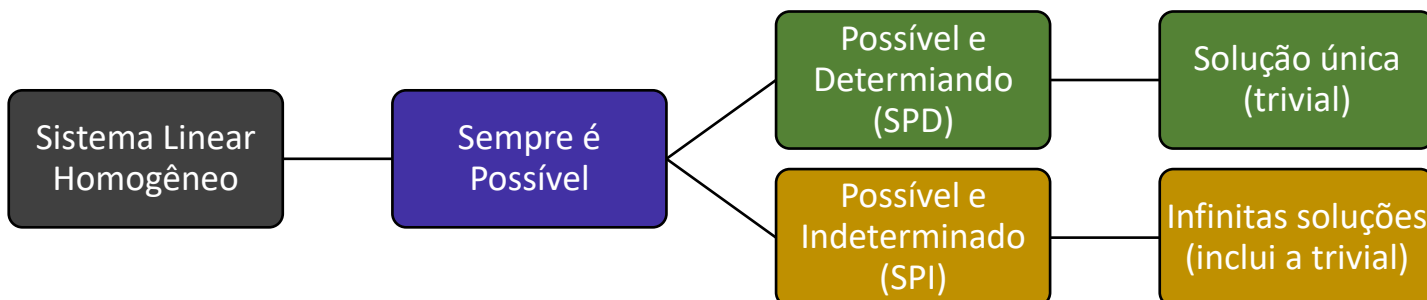 Sistema Linear
Homogêneo
Sempre é
Possível
Possível e
Determiando
(SPD)
Solução única
(trivial)
Possível e
Indeterminado
(SPI)
Infinitas soluções
(inclui a trivial)